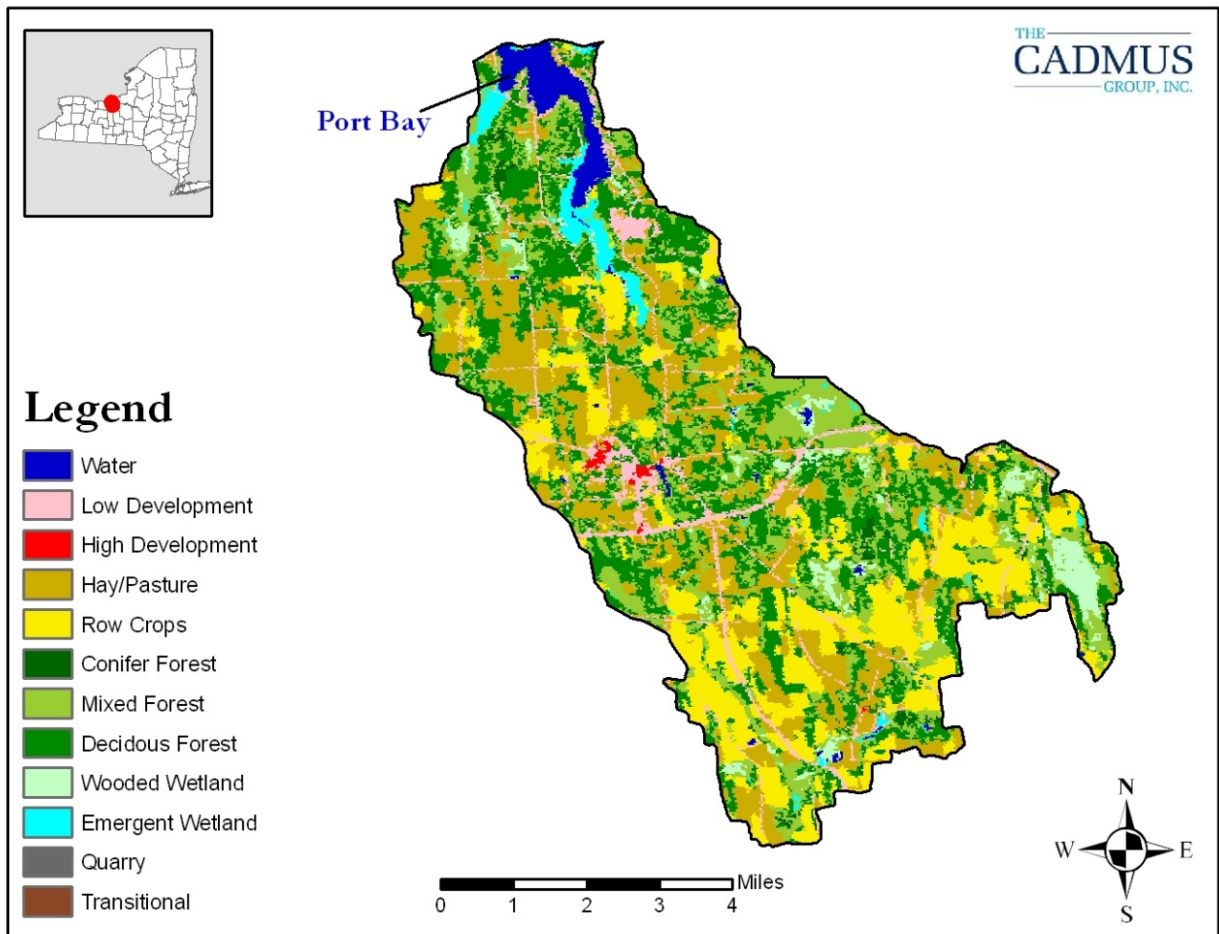 THE
CADMUS
GROUP, INC.
Port Bay
Legend
Water
Low Development
High Development
Hay/Pasture
Row Crops
Conifer Forest
Mixed Forest
Decidous Forest
Wooded Wetland
Emergent Wetland
Quarry
Transitional
Miles
0 1 2 3 4
N
W E
S